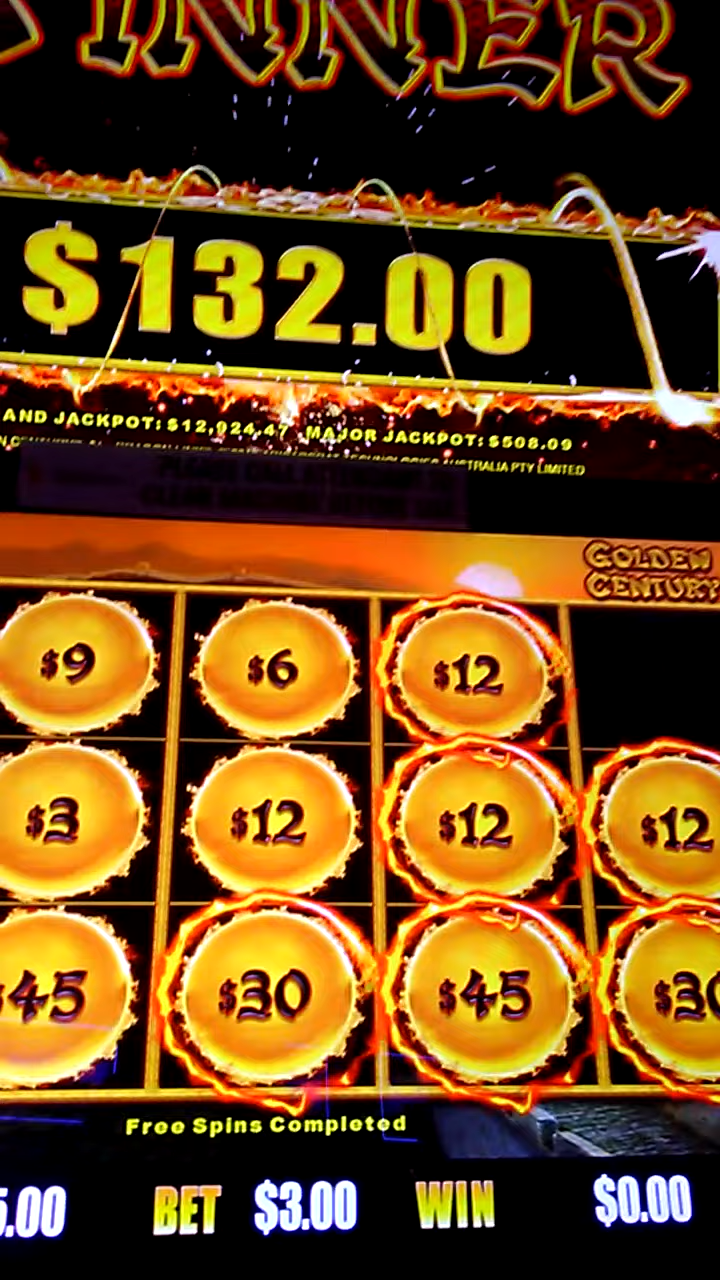 INNER
$132.00
AND JACKPOT: $12,924.47 MAJOR JACKPOT: $508.09
AUSTRALIA PTY LIMITED
GOLDEN
CENTURY
$9 $6 $12
$3 $12 $12 $12
$45 $30 $45 $30
Free Spins Completed
5.00 BET $3.00 WIN $0.00